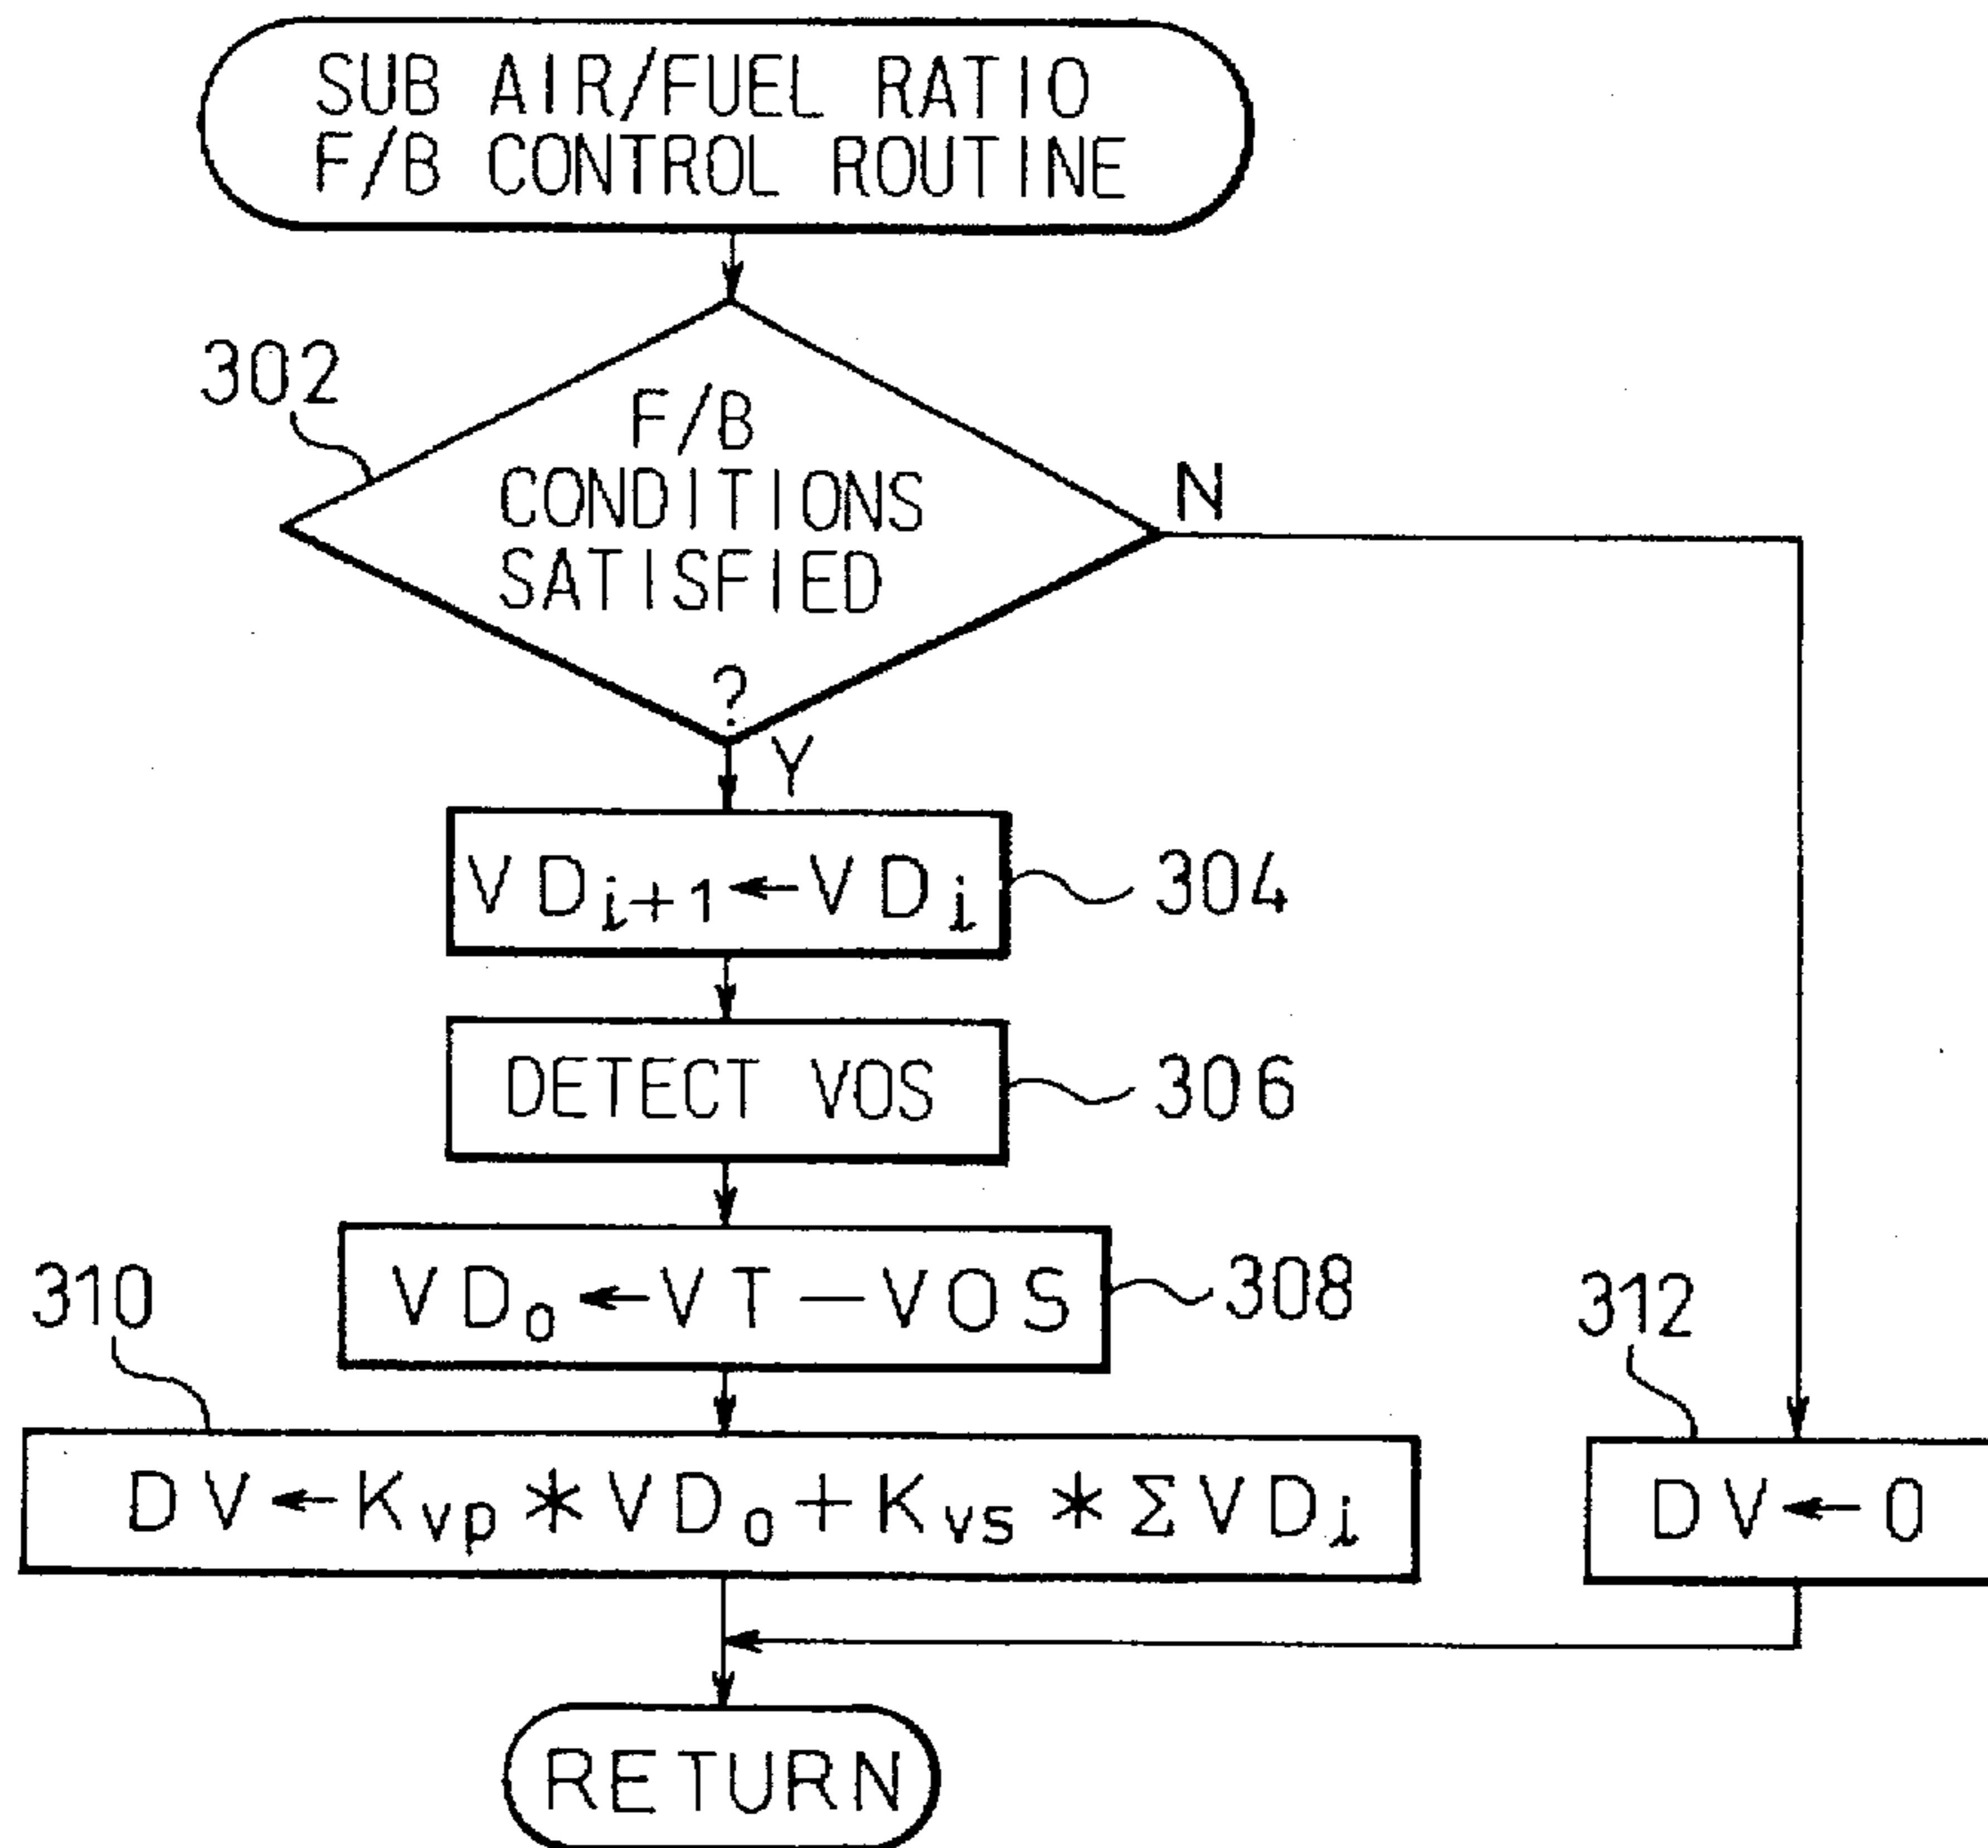 SUB AIR/FUEL RATIO
F/B CONTROL ROUTINE
302
F/B
CONDITIONS
SATISFIED
?
N
Y
VDi+1←VDi
304
DETECT VOS
306
VD0←VT−VOS
308
310
312
DV←Kvp*VD0+Kvs*ΣVDi
DV←0
RETURN